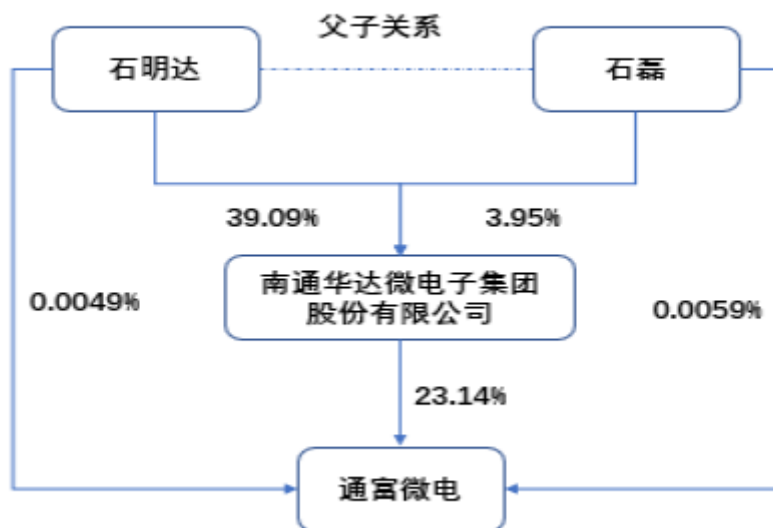 父子关系
石明达
石磊
39.09%
3.95%
南通华达微电子集团
股份有限公司
0.0049%
0.0059%
23.14%
通富微电